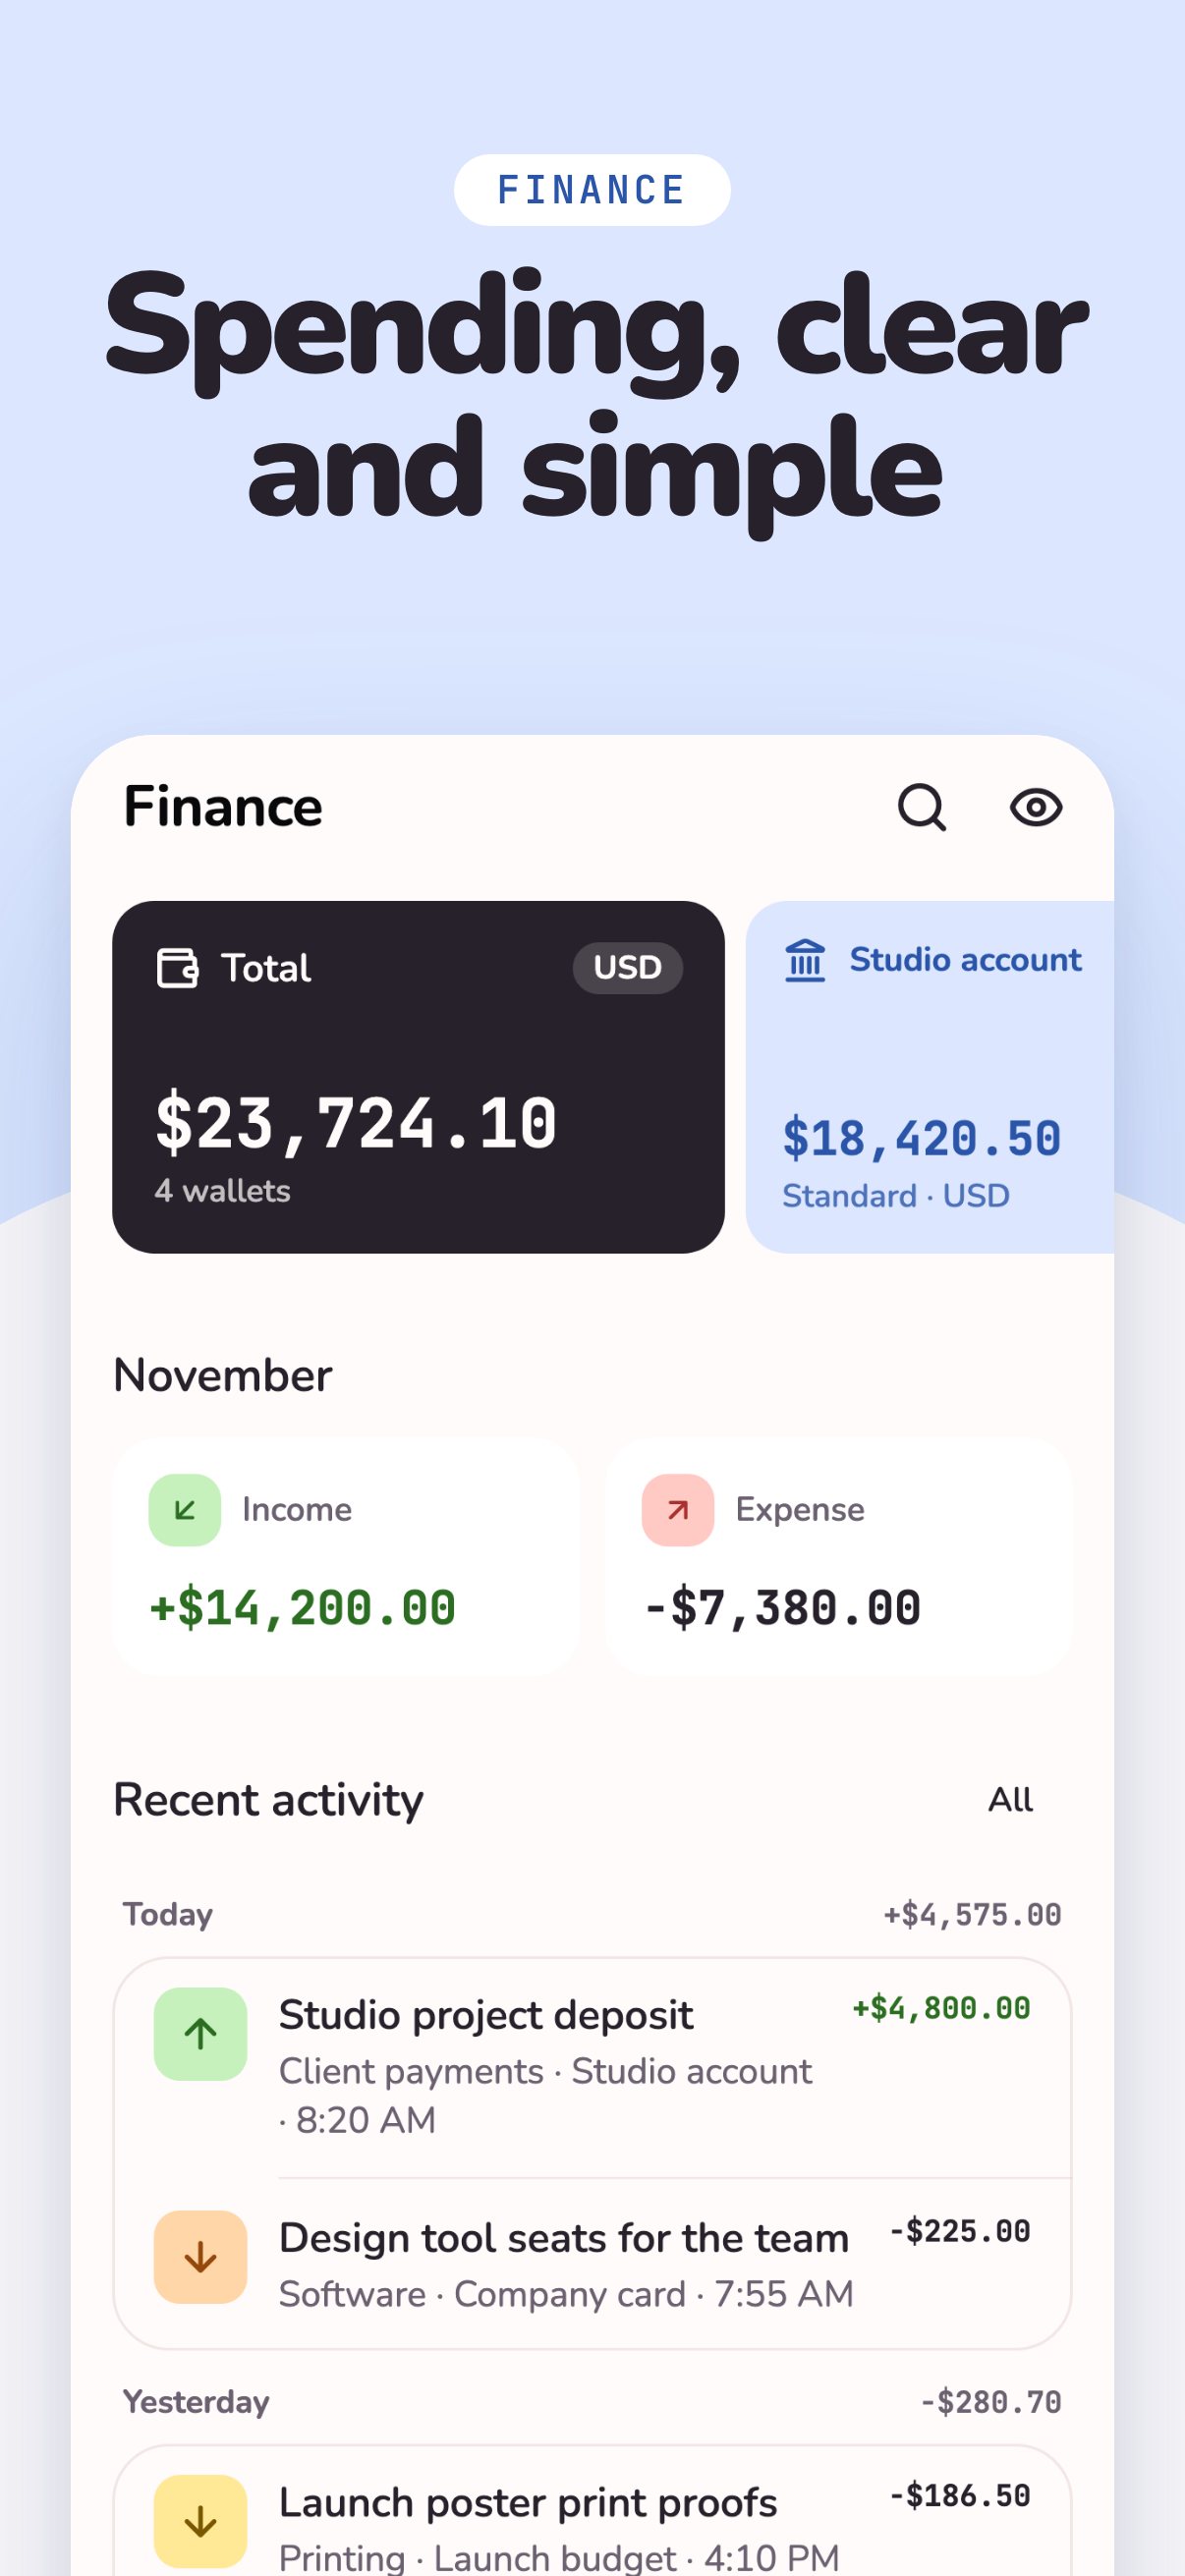 FINANCE
Spending, clear
and simple
Finance
Total
USD
$23,724.10
4 wallets
Studio account
$18,420.50
Standard · USD
November
Income
+$14,200.00
Expense
-$7,380.00
Recent activity
All
Today
+$4,575.00
Studio project deposit
+$4,800.00
Client payments · Studio account
· 8:20 AM
Design tool seats for the team
-$225.00
Software · Company card · 7:55 AM
Yesterday
-$280.70
Launch poster print proofs
-$186.50
Printing · Launch budget · 4:10 PM